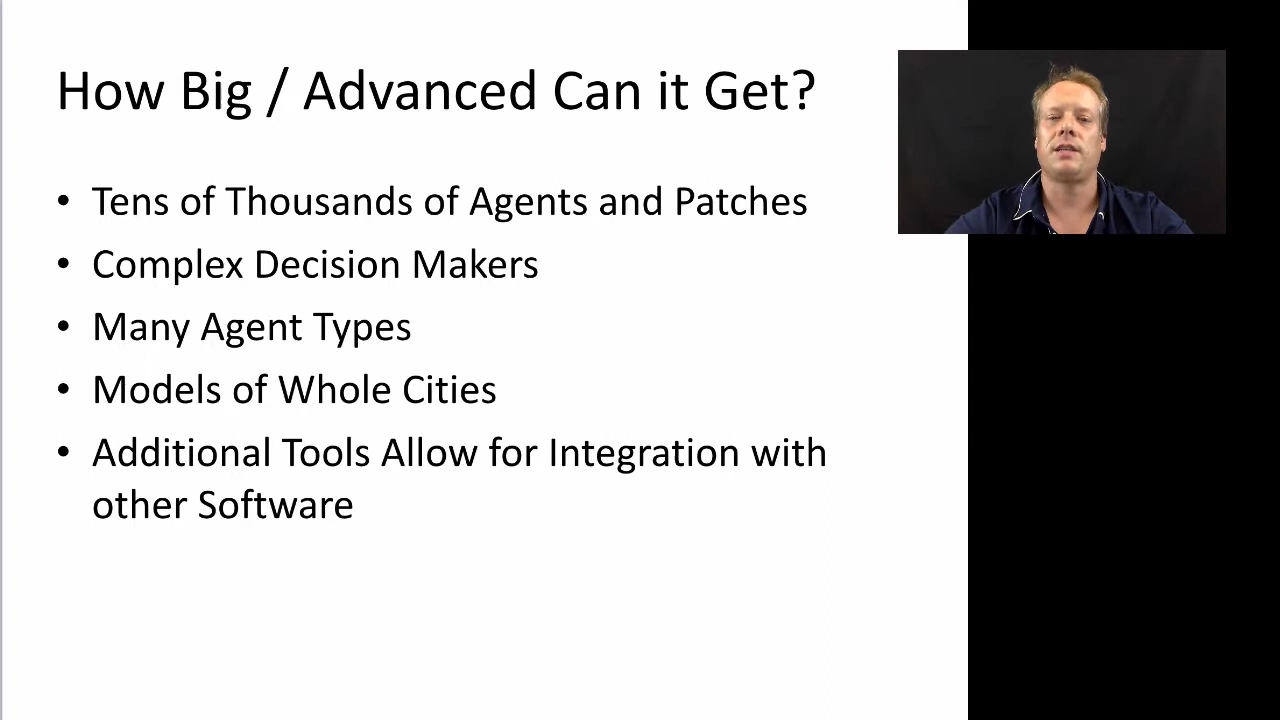 How Big / Advanced Can it Get?
• Tens of Thousands of Agents and Patches
• Complex Decision Makers
• Many Agent Types
• Models of Whole Cities
• Additional Tools Allow for Integration with
other Software